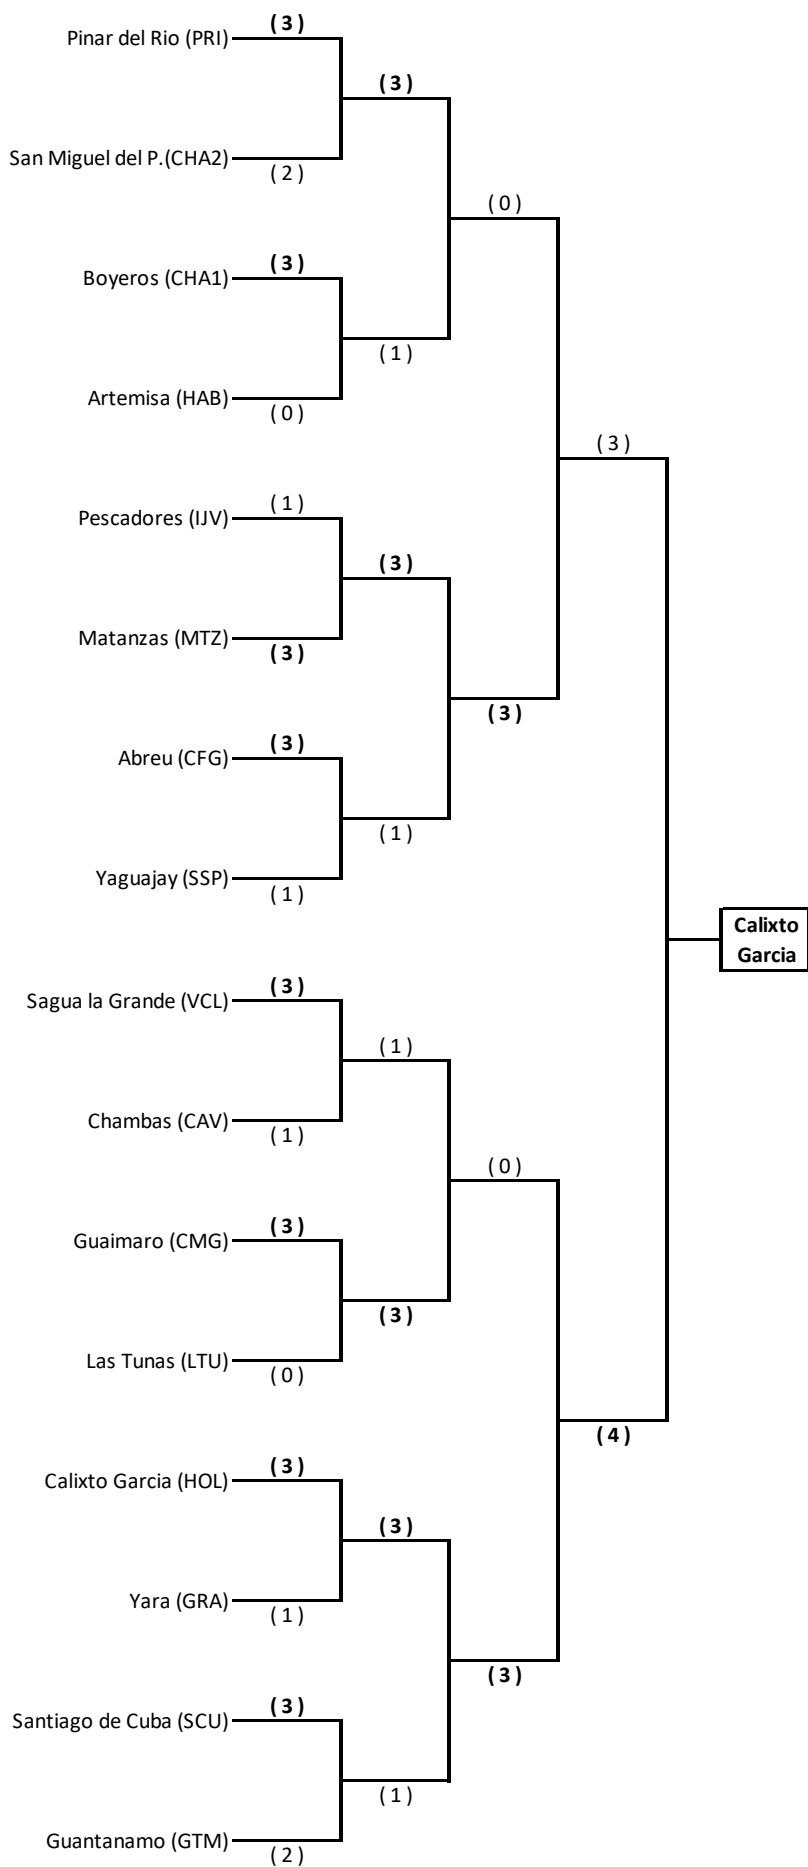 ( 3 )
Pinar del Rio (PRI)
( 3 )
San Miguel del P.(CHA2)
( 2 )
( 0 )
( 3 )
Boyeros (CHA1)
( 1 )
Artemisa (HAB)
( 0 )
( 3 )
( 1 )
Pescadores (IJV)
( 3 )
Matanzas (MTZ)
( 3 )
( 3 )
( 3 )
Abreu (CFG)
( 1 )
Yaguajay (SSP)
( 1 )
Calixto
Garcia
( 3 )
Sagua la Grande (VCL)
( 1 )
Chambas (CAV)
( 1 )
( 0 )
( 3 )
Guaimaro (CMG)
( 3 )
Las Tunas (LTU)
( 0 )
( 4 )
( 3 )
Calixto Garcia (HOL)
( 3 )
Yara (GRA)
( 1 )
( 3 )
( 3 )
Santiago de Cuba (SCU)
( 1 )
Guantanamo (GTM)
( 2 )